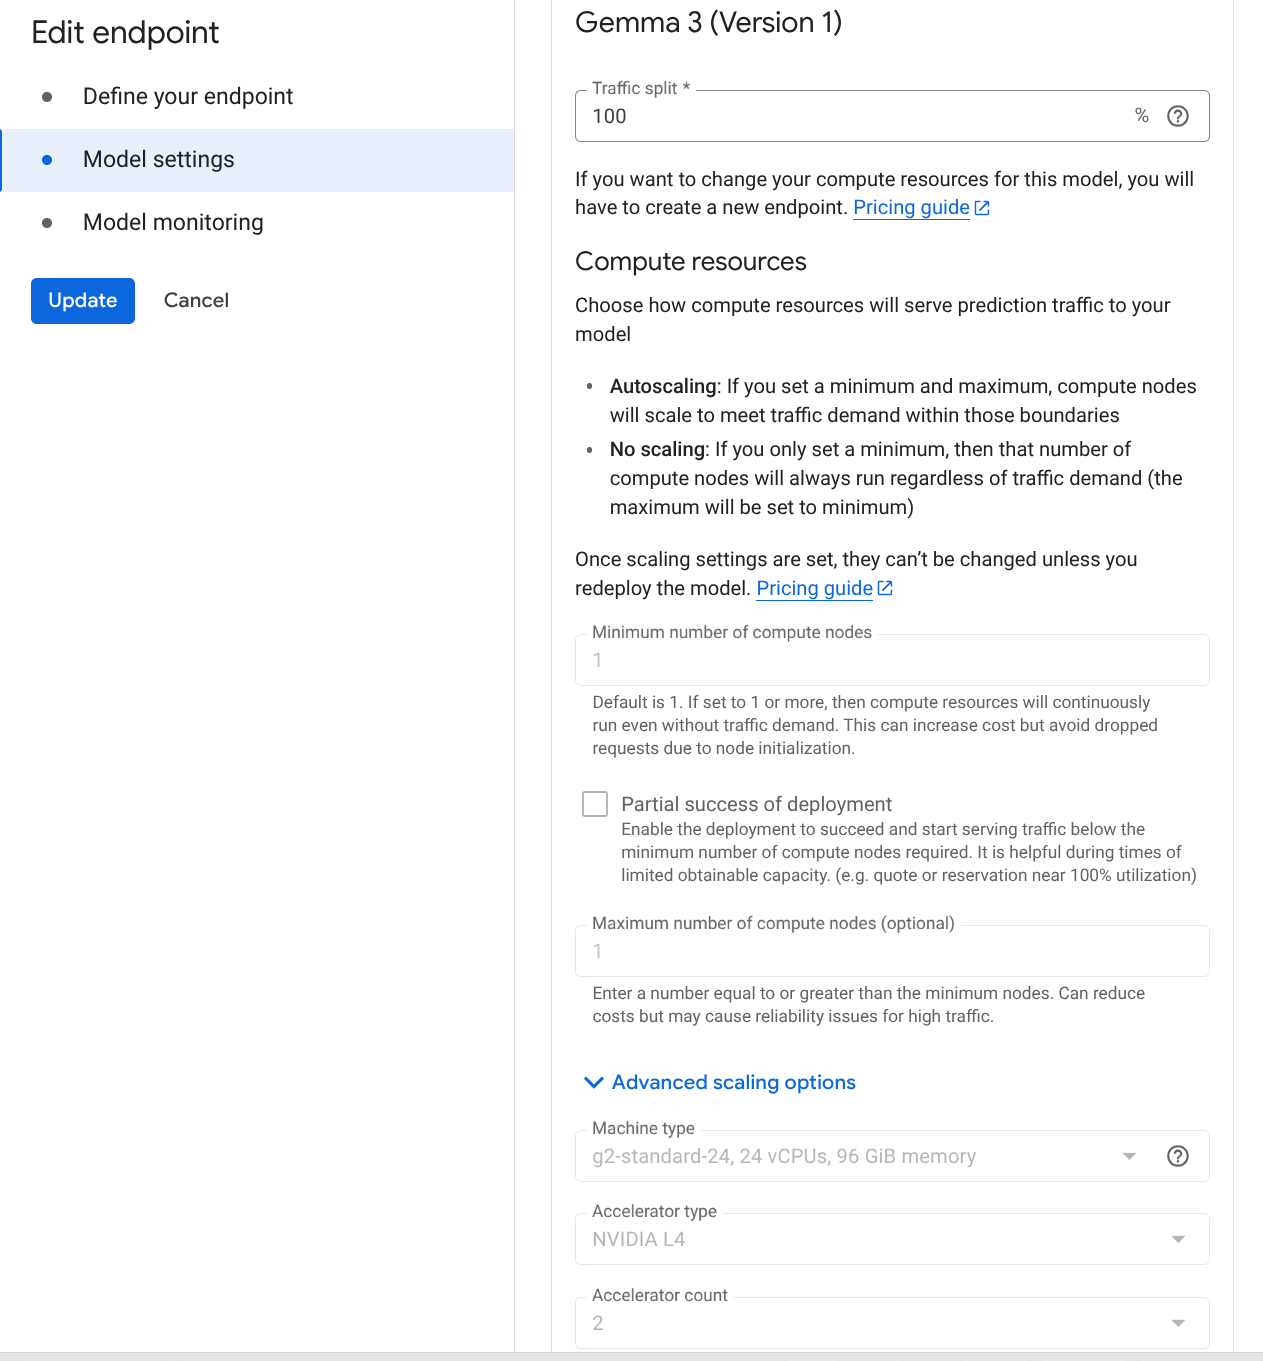 Edit endpoint
Define your endpoint
Model settings
Model monitoring
Update
Cancel
Gemma 3 (Version 1)
Traffic split *
100
%
If you want to change your compute resources for this model, you will
have to create a new endpoint. Pricing guide
Compute resources
Choose how compute resources will serve prediction traffic to your
model
Autoscaling: If you set a minimum and maximum, compute nodes
will scale to meet traffic demand within those boundaries
No scaling: If you only set a minimum, then that number of
compute nodes will always run regardless of traffic demand (the
maximum will be set to minimum)
Once scaling settings are set, they can’t be changed unless you
redeploy the model. Pricing guide
Minimum number of compute nodes
1
Default is 1. If set to 1 or more, then compute resources will continuously
run even without traffic demand. This can increase cost but avoid dropped
requests due to node initialization.
Partial success of deployment
Enable the deployment to succeed and start serving traffic below the
minimum number of compute nodes required. It is helpful during times of
limited obtainable capacity. (e.g. quote or reservation near 100% utilization)
Maximum number of compute nodes (optional)
1
Enter a number equal to or greater than the minimum nodes. Can reduce
costs but may cause reliability issues for high traffic.
Advanced scaling options
Machine type
g2-standard-24, 24 vCPUs, 96 GiB memory
Accelerator type
NVIDIA L4
Accelerator count
2